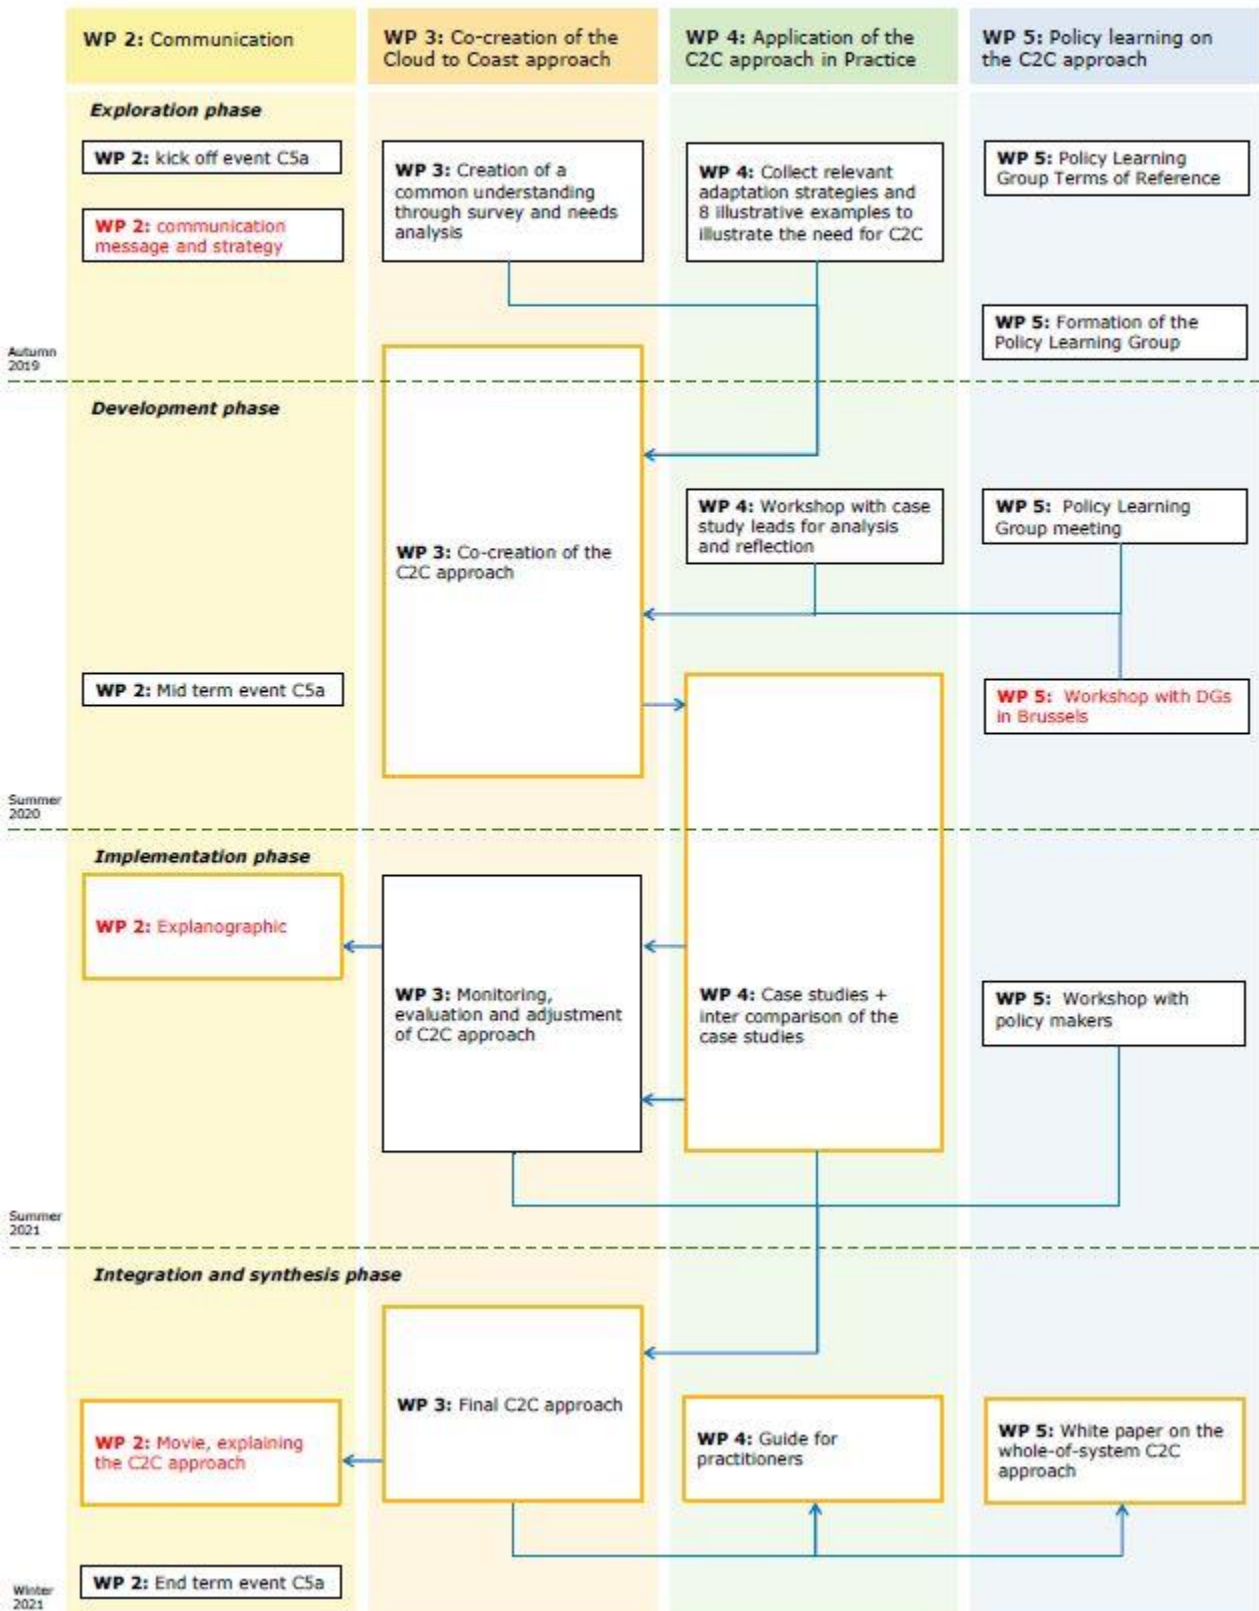 WP 2: Communication
WP 3: Co-creation of the
Cloud to Coast approach
WP 4: Application of the
C2C approach in Practice
WP 5: Policy learning on
the C2C approach
Exploration phase
WP 2: kick off event C5a
WP 2: communication
message and strategy
WP 3: Creation of a
common understanding
through survey and needs
analysis
WP 4: Collect relevant
adaptation strategies and
8 illustrative examples to
illustrate the need for C2C
WP 5: Policy Learning
Group Terms of Reference
WP 5: Formation of the
Policy Learning Group
Autumn
2019
Development phase
WP 3: Co-creation of the
C2C approach
WP 4: Workshop with case
study leads for analysis
and reflection
WP 5: Policy Learning
Group meeting
WP 2: Mid term event C5a
WP 5: Workshop with DGs
in Brussels
Summer
2020
Implementation phase
WP 2: Explanographic
WP 3: Monitoring,
evaluation and adjustment
of C2C approach
WP 4: Case studies +
inter comparison of the
case studies
WP 5: Workshop with
policy makers
Summer
2021
Integration and synthesis phase
WP 3: Final C2C approach
WP 2: Movie, explaining
the C2C approach
WP 4: Guide for
practitioners
WP 5: White paper on the
whole-of-system C2C
approach
WP 2: End term event C5a
Winter
2021